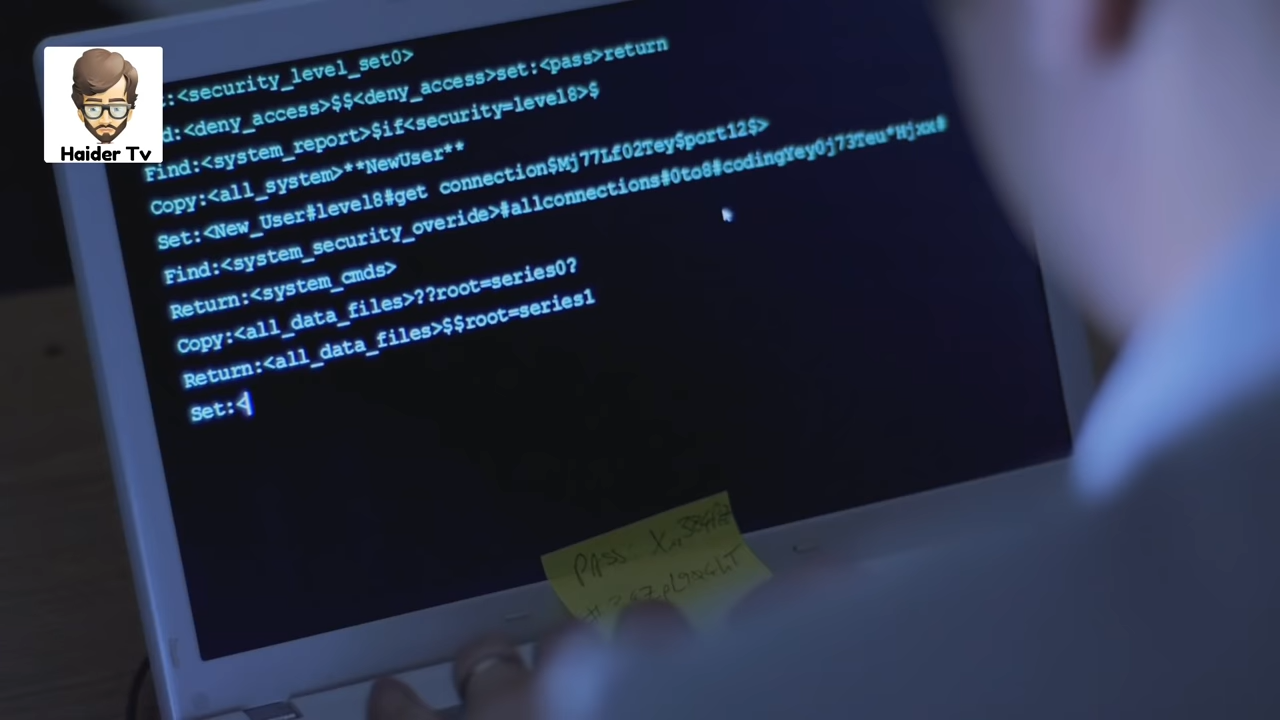 Haider Tv
:<security_level_set0>
d:<deny_access>$$<deny_access>set:<pass>return
Find:<system_report>$if<security=level8>$
Copy:<all_system>**NewUser**
Set:<New_User#level8#get connection$Mj77Lf02Tey$port12$>
Find:<system_security_overide>#allconnections#0to8#codingYey0j73Teu*Hjxx#
Return:<system_cmds>
Copy:<all_data_files>??root=series0?
Return:<all_data_files>$$root=series1
Set:<
PASS: